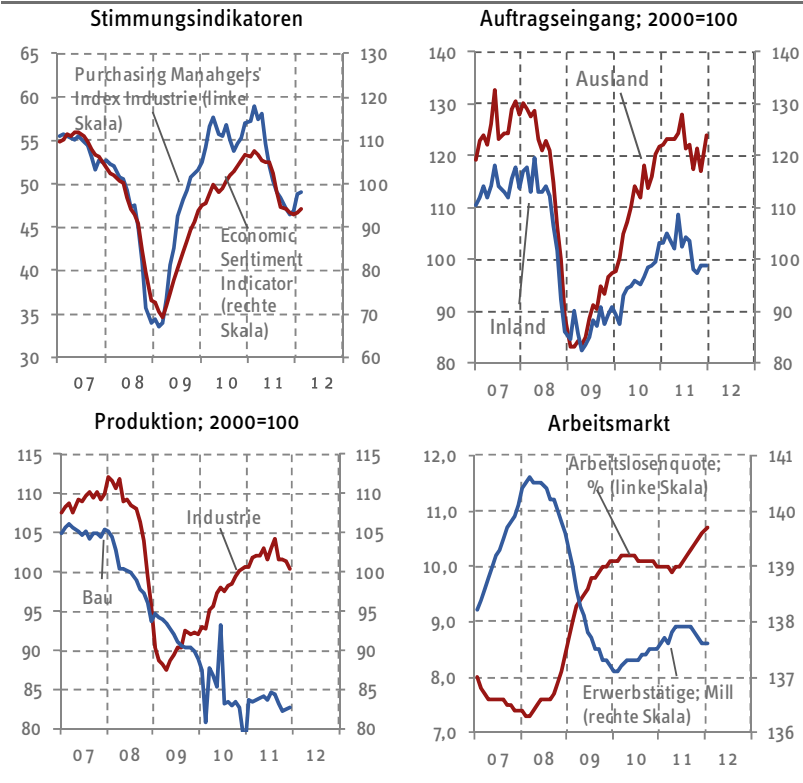 Stimmungsindikatoren
65
60
55
50
45
40
35
30
130
120
110
100
90
80
70
60
Purchasing Manahgers'
Index Industrie (linke
Skala)
Economic
Sentiment
Indicator
(rechte
Skala)
07 08 09 10 11 12
Auftragseingang; 2000=100
140
130
120
110
100
90
80
140
130
120
110
100
90
80
Ausland
Inland
07 08 09 10 11 12
Produktion; 2000=100
115
110
105
100
95
90
85
80
115
110
105
100
95
90
85
80
Industrie
Bau
07 08 09 10 11 12
Arbeitsmarkt
12,0
11,0
10,0
9,0
8,0
7,0
141
140
139
138
137
136
Arbeitslosenquote;
% (linke Skala)
Erwerbstätige; Mill
(rechte Skala)
07 08 09 10 11 12